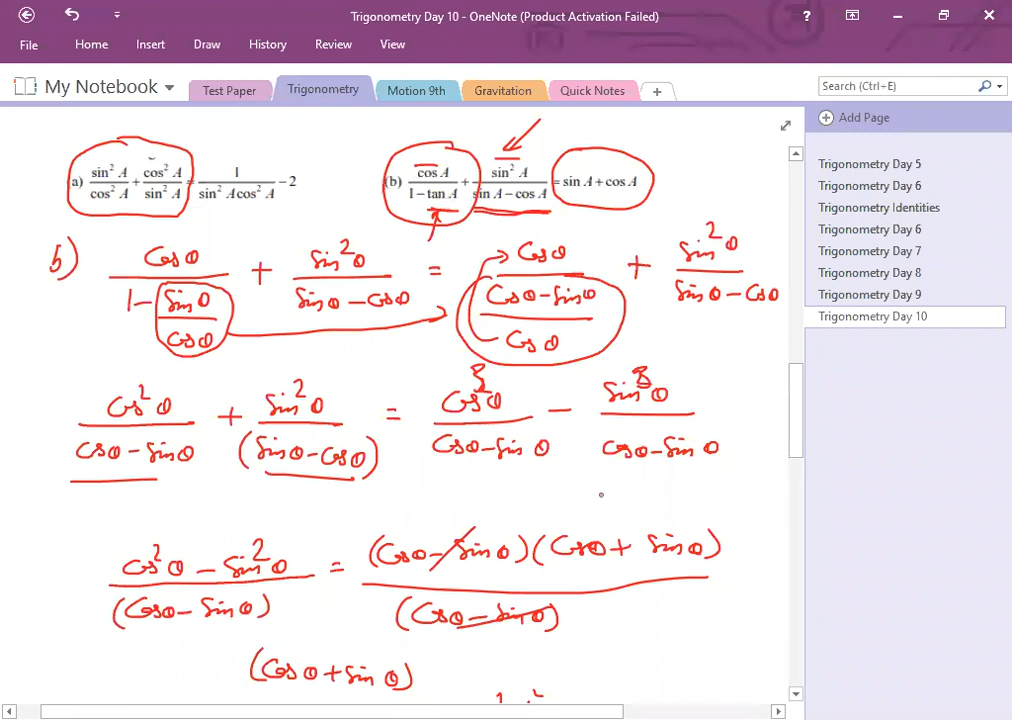 Trigonometry Day 10 - OneNote (Product Activation Failed)
?
File Home Insert Draw History Review View
My Notebook Test Paper Trigonometry Motion 9th Gravitation Quick Notes + Search (Ctrl+E)
Add Page
Trigonometry Day 5
Trigonometry Day 6
Trigonometry Identities
Trigonometry Day 6
Trigonometry Day 7
Trigonometry Day 8
Trigonometry Day 9
Trigonometry Day 10
a) sin² A / cos² A + cos² A / sin² A = 1 / sin² A cos² A − 2
(b) cos A / 1 − tan A + sin² A / sin A − cos A = sin A + cos A
b) Cosθ / 1 − Sinθ / Cosθ + Sin²θ / Sinθ − Cosθ = Cosθ / Cosθ − Sinθ / Cosθ + Sin²θ / Sinθ − Cosθ
Cos²θ / Cosθ − Sinθ + Sin²θ / (Sinθ − Cosθ) = / Cosθ − Sinθ − / Cosθ − Sinθ
Cos²θ − Sin²θ / (Cosθ − Sinθ) = (Cosθ − Sinθ)(Cosθ + Sinθ) / (Cosθ − Sinθ)
(Cosθ + Sinθ)